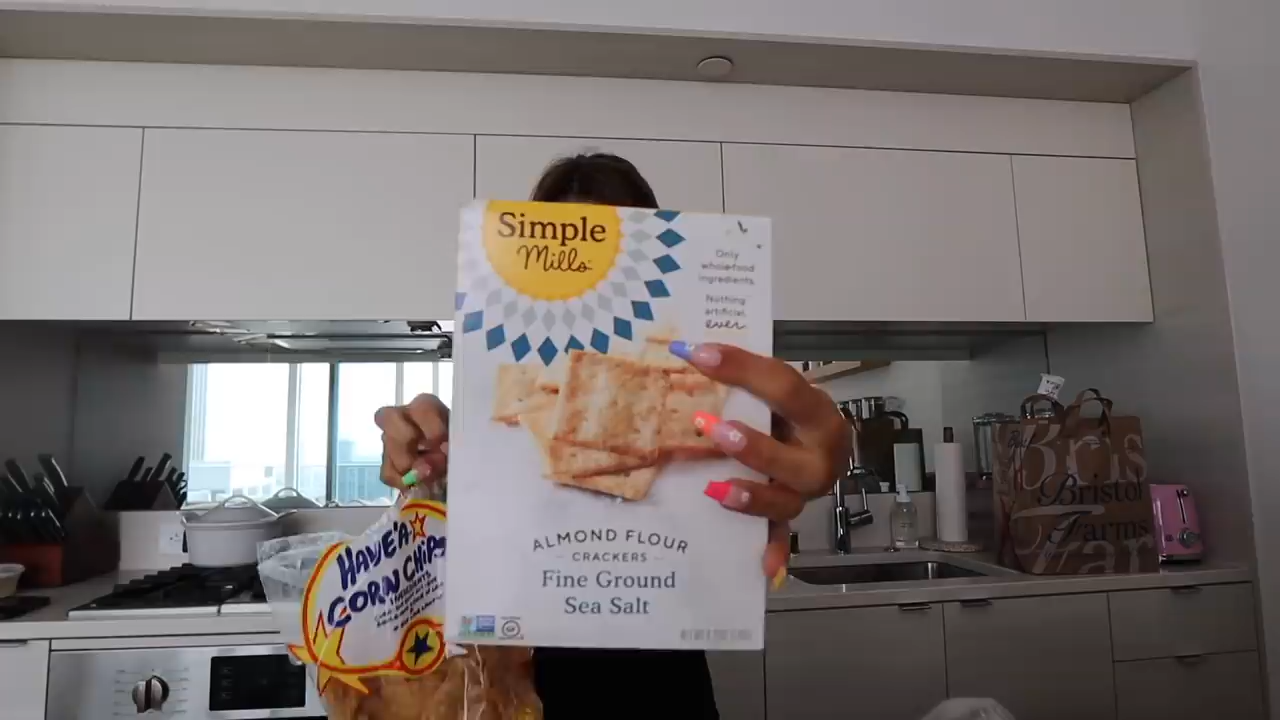 Simple
Mills
Only
whole food
ingredients
Nothing
artificial,
ever
ALMOND FLOUR
CRACKERS
Fine Ground
Sea Salt
HAVE'A
CORN CHIPS
Bristol
Farms